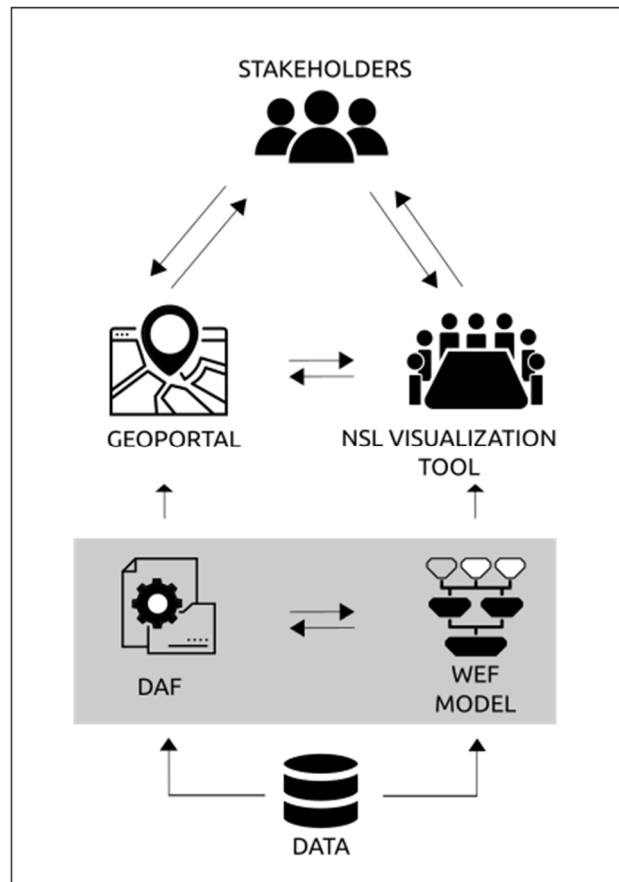 STAKEHOLDERS
GEOPORTAL
NSL VISUALIZATION
TOOL
DAF
WEF
MODEL
DATA